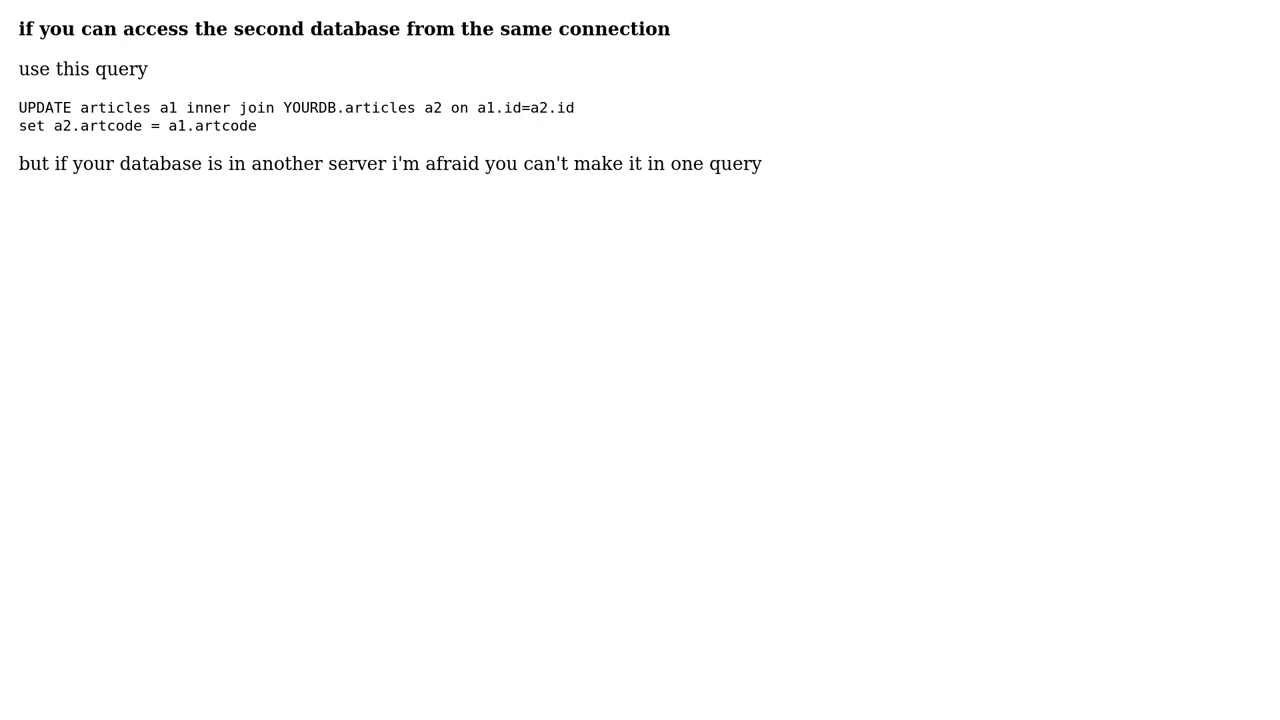 if you can access the second database from the same connection
use this query
UPDATE articles a1 inner join YOURDB.articles a2 on a1.id=a2.id
set a2.artcode = a1.artcode
but if your database is in another server i'm afraid you can't make it in one query